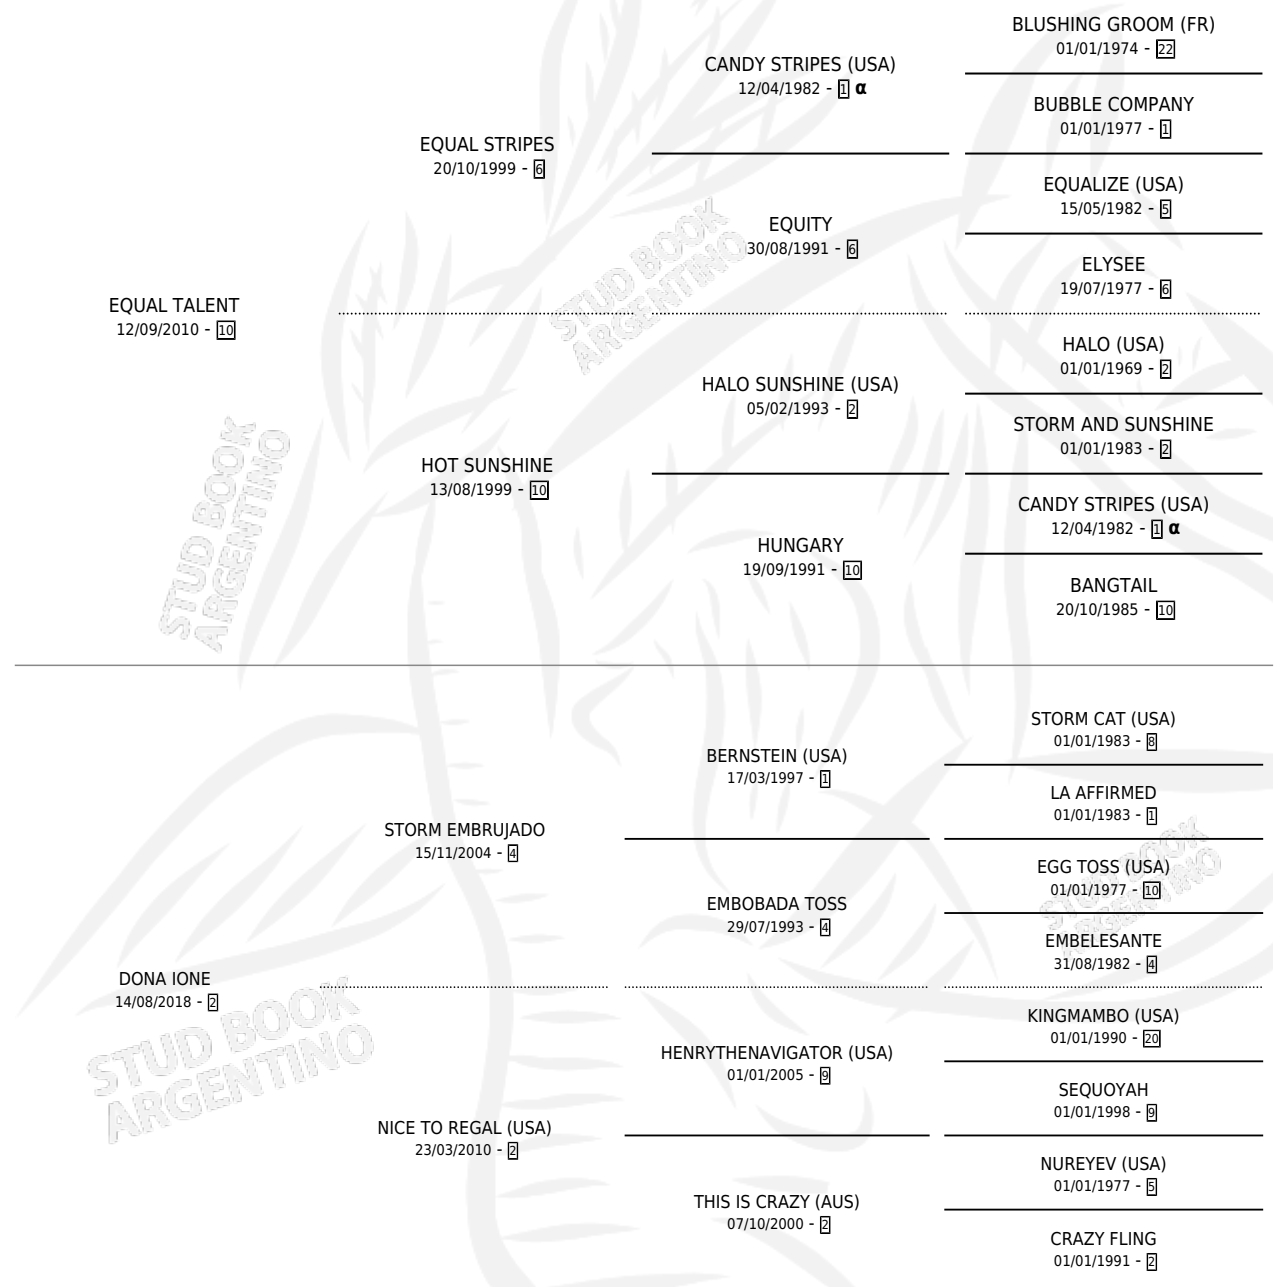 BLUSHING GROOM (FR)
01/01/1974 - 22
CANDY STRIPES (USA)
12/04/1982 - 1 α
BUBBLE COMPANY
01/01/1977 - 1
EQUAL STRIPES
20/10/1999 - 6
EQUALIZE (USA)
15/05/1982 - 5
EQUITY
30/08/1991 - 6
ELYSEE
19/07/1977 - 6
EQUAL TALENT
12/09/2010 - 10
HALO (USA)
01/01/1969 - 2
HALO SUNSHINE (USA)
05/02/1993 - 2
STORM AND SUNSHINE
01/01/1983 - 2
HOT SUNSHINE
13/08/1999 - 10
CANDY STRIPES (USA)
12/04/1982 - 1 α
HUNGARY
19/09/1991 - 10
BANGTAIL
20/10/1985 - 10
STORM CAT (USA)
01/01/1983 - 8
BERNSTEIN (USA)
17/03/1997 - 1
LA AFFIRMED
01/01/1983 - 1
STORM EMBRUJADO
15/11/2004 - 4
EGG TOSS (USA)
01/01/1977 - 10
EMBOBADA TOSS
29/07/1993 - 4
EMBELESANTE
31/08/1982 - 4
DONA IONE
14/08/2018 - 2
KINGMAMBO (USA)
01/01/1990 - 20
HENRYTHENAVIGATOR (USA)
01/01/2005 - 9
SEQUOYAH
01/01/1998 - 9
NICE TO REGAL (USA)
23/03/2010 - 2
NUREYEV (USA)
01/01/1977 - 5
THIS IS CRAZY (AUS)
07/10/2000 - 2
CRAZY FLING
01/01/1991 - 2
STUD BOOK
ARGENTINO
STUD BOOK
ARGENTINO
STUD BOOK
ARGENTINO
STUD BOOK
ARGENTINO